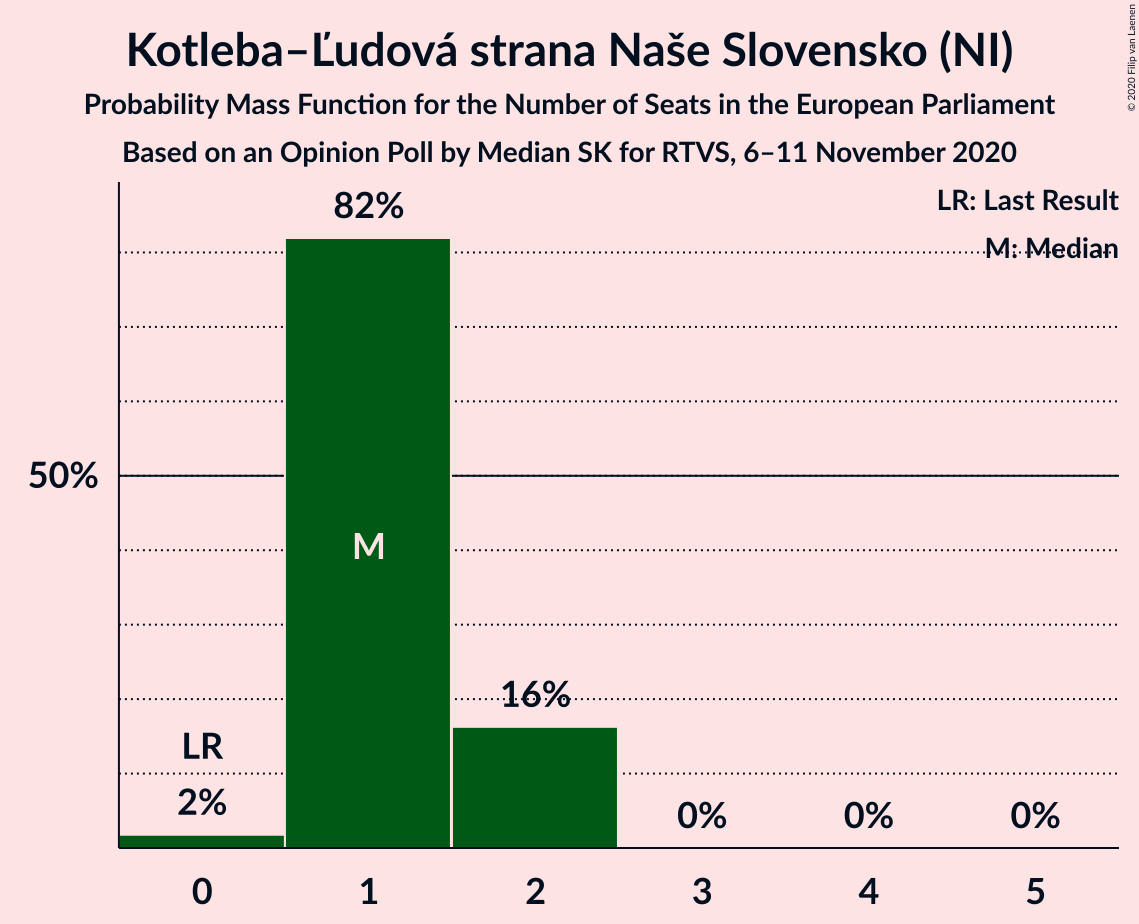 Kotleba–Ľudová strana Naše Slovensko (NI)
Probability Mass Function for the Number of Seats in the European Parliament
Based on an Opinion Poll by Median SK for RTVS, 6–11 November 2020
© 2020 Filip van Laenen
LR: Last Result
M: Median
82%
50%
M
16%
LR
2%
0%
0%
0%
0
1
2
3
4
5